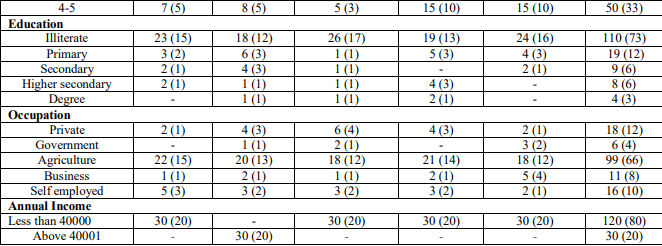 4-5 7 (5) 8 (5) 5 (3) 15 (10) 15 (10) 50 (33)
Education
Illiterate 23 (15) 18 (12) 26 (17) 19 (13) 24 (16) 110 (73)
Primary 3 (2) 6 (3) 1 (1) 5 (3) 4 (3) 19 (12)
Secondary 2 (1) 4 (3) 1 (1) - 2 (1) 9 (6)
Higher secondary 2 (1) 1 (1) 1 (1) 4 (3) - 8 (6)
Degree - 1 (1) 1 (1) 2 (1) - 4 (3)
Occupation
Private 2 (1) 4 (3) 6 (4) 4 (3) 2 (1) 18 (12)
Government - 1 (1) 2 (1) - 3 (2) 6 (4)
Agriculture 22 (15) 20 (13) 18 (12) 21 (14) 18 (12) 99 (66)
Business 1 (1) 2 (1) 1 (1) 2 (1) 5 (4) 11 (8)
Self employed 5 (3) 3 (2) 3 (2) 3 (2) 2 (1) 16 (10)
Annual Income
Less than 40000 30 (20) - 30 (20) 30 (20) 30 (20) 120 (80)
Above 40001 - 30 (20) - - - 30 (20)